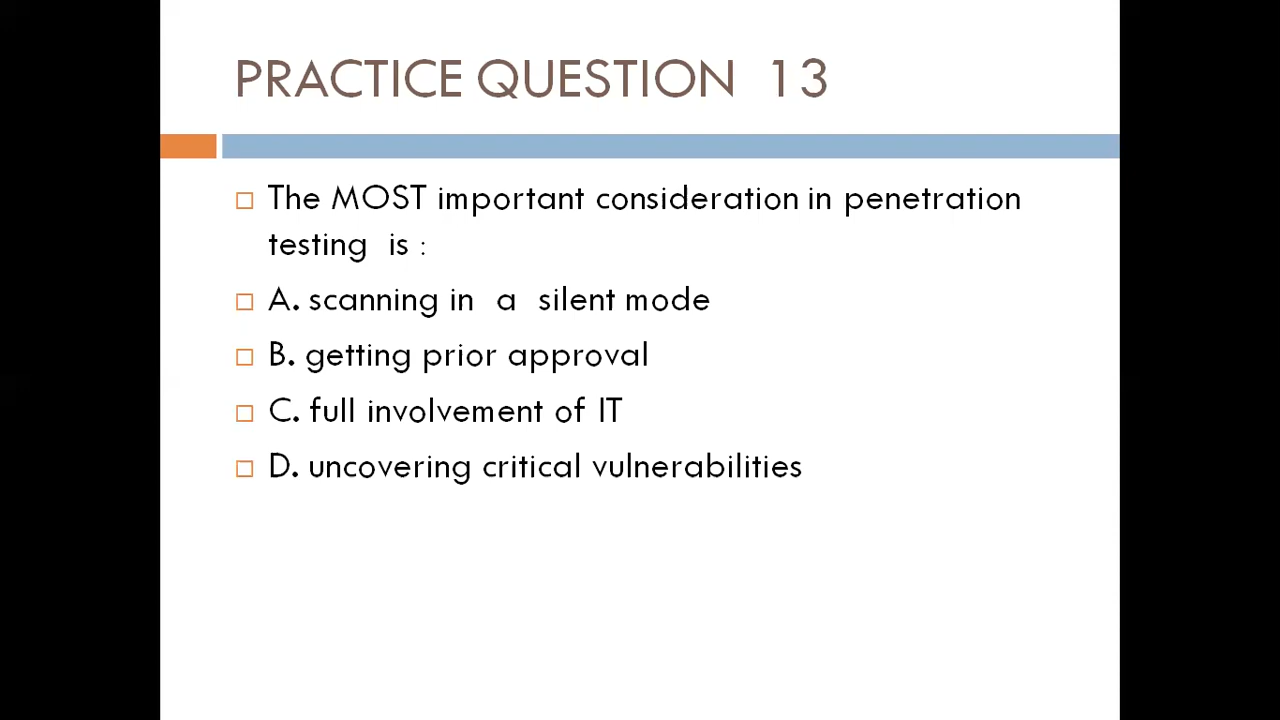 PRACTICE QUESTION 13
The MOST important consideration in penetration
testing is :
A. scanning in a silent mode
B. getting prior approval
C. full involvement of IT
D. uncovering critical vulnerabilities